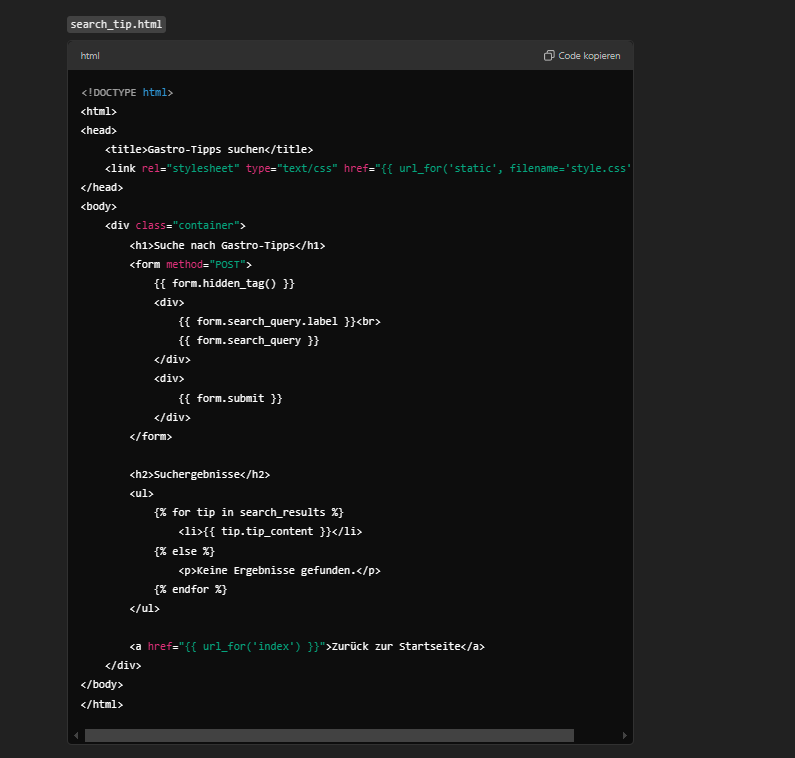 search_tip.html
html
Code kopieren
<!DOCTYPE html>
<html>
<head>
    <title>Gastro-Tipps suchen</title>
    <link rel="stylesheet" type="text/css" href="{{ url_for('static', filename='style.css'
</head>
<body>
    <div class="container">
        <h1>Suche nach Gastro-Tipps</h1>
        <form method="POST">
            {{ form.hidden_tag() }}
            <div>
                {{ form.search_query.label }}<br>
                {{ form.search_query }}
            </div>
            <div>
                {{ form.submit }}
            </div>
        </form>

        <h2>Suchergebnisse</h2>
        <ul>
            {% for tip in search_results %}
                <li>{{ tip.tip_content }}</li>
            {% else %}
                <p>Keine Ergebnisse gefunden.</p>
            {% endfor %}
        </ul>

        <a href="{{ url_for('index') }}">Zurück zur Startseite</a>
    </div>
</body>
</html>